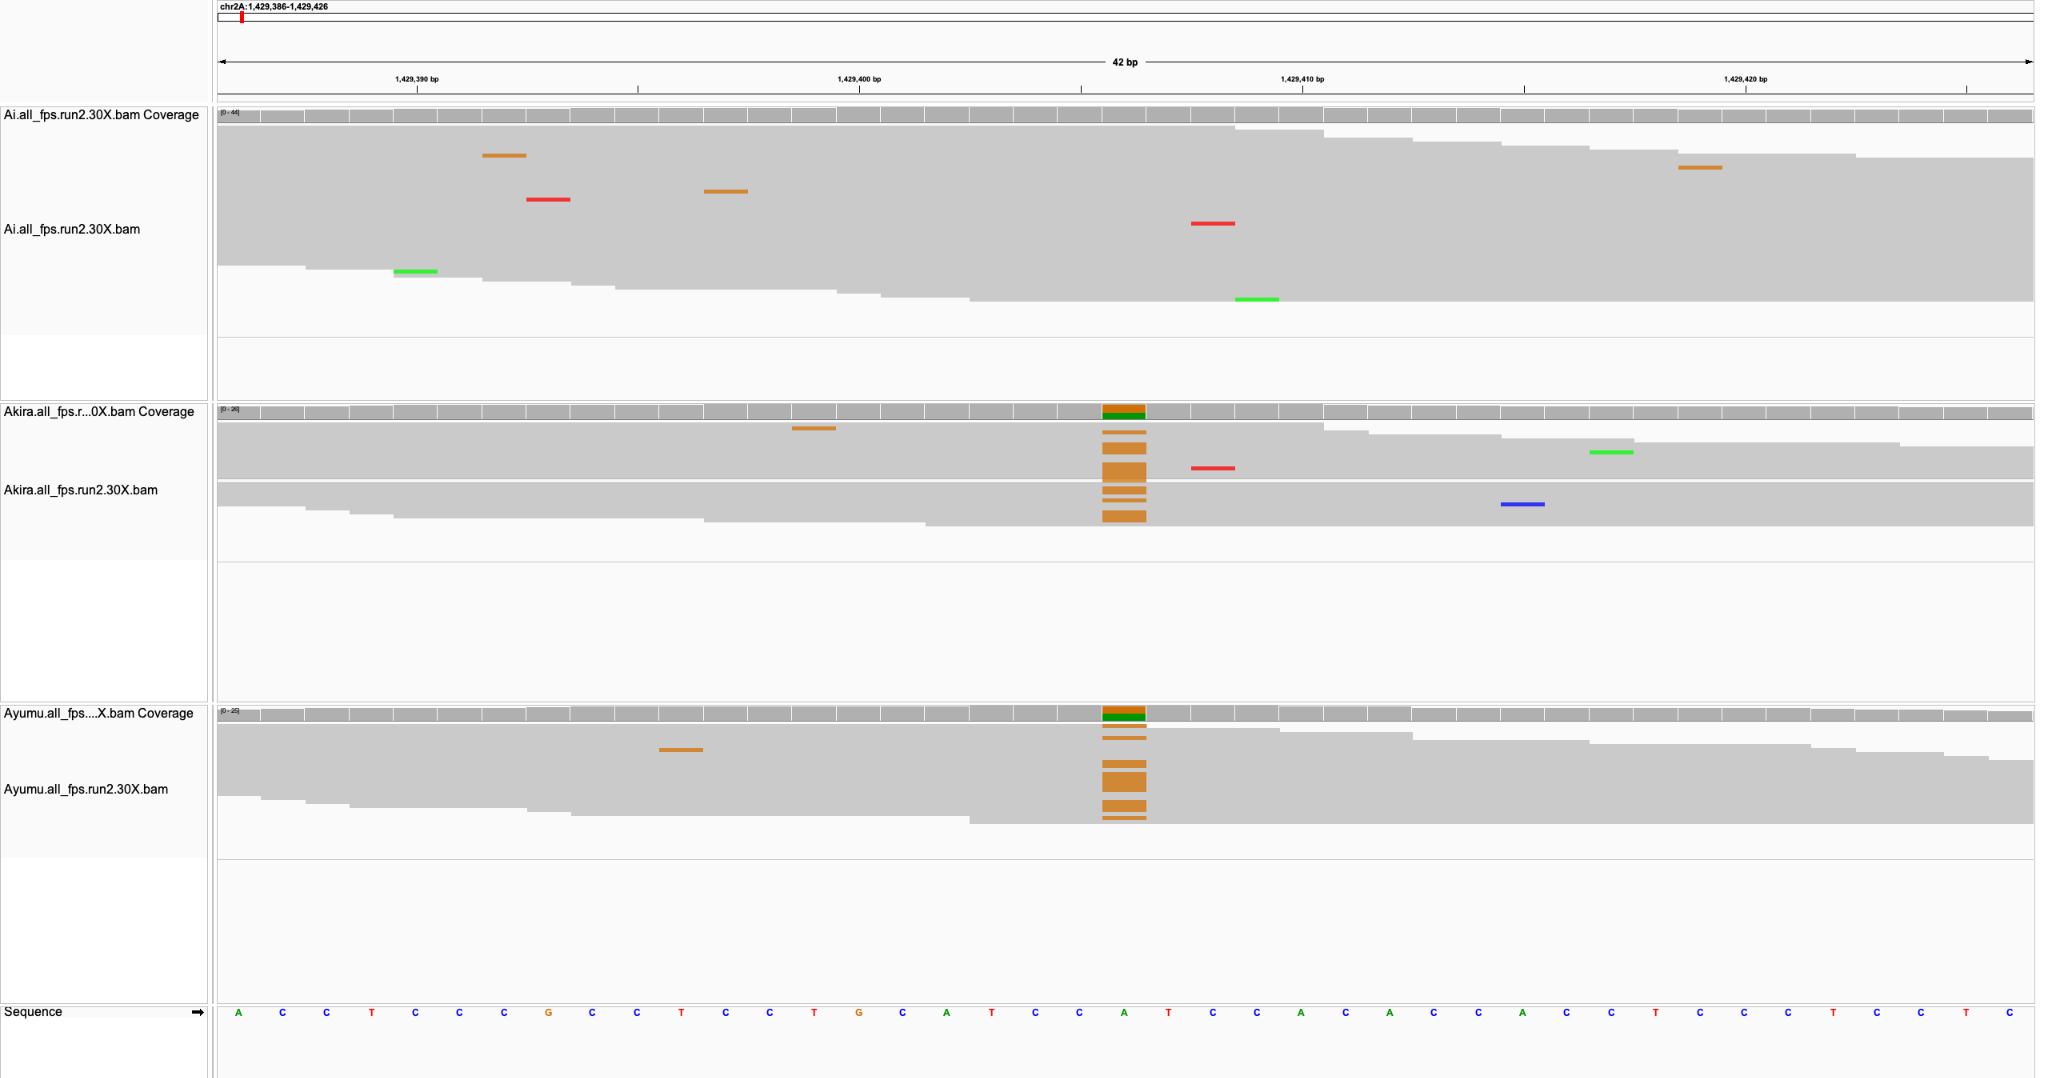 chr2A:1,429,386-1,429,426
42 bp
1,429,390 bp 1,429,400 bp 1,429,410 bp 1,429,420 bp
Ai.all_fps.run2.30X.bam Coverage [0 - 44]
Ai.all_fps.run2.30X.bam
Akira.all_fps.r...0X.bam Coverage [0 - 26]
Akira.all_fps.run2.30X.bam
Ayumu.all_fps....X.bam Coverage [0 - 25]
Ayumu.all_fps.run2.30X.bam
Sequence A C C T C C C G C C T C C T G C A T C C A T C C A C A C C A C C T C C C T C C T C